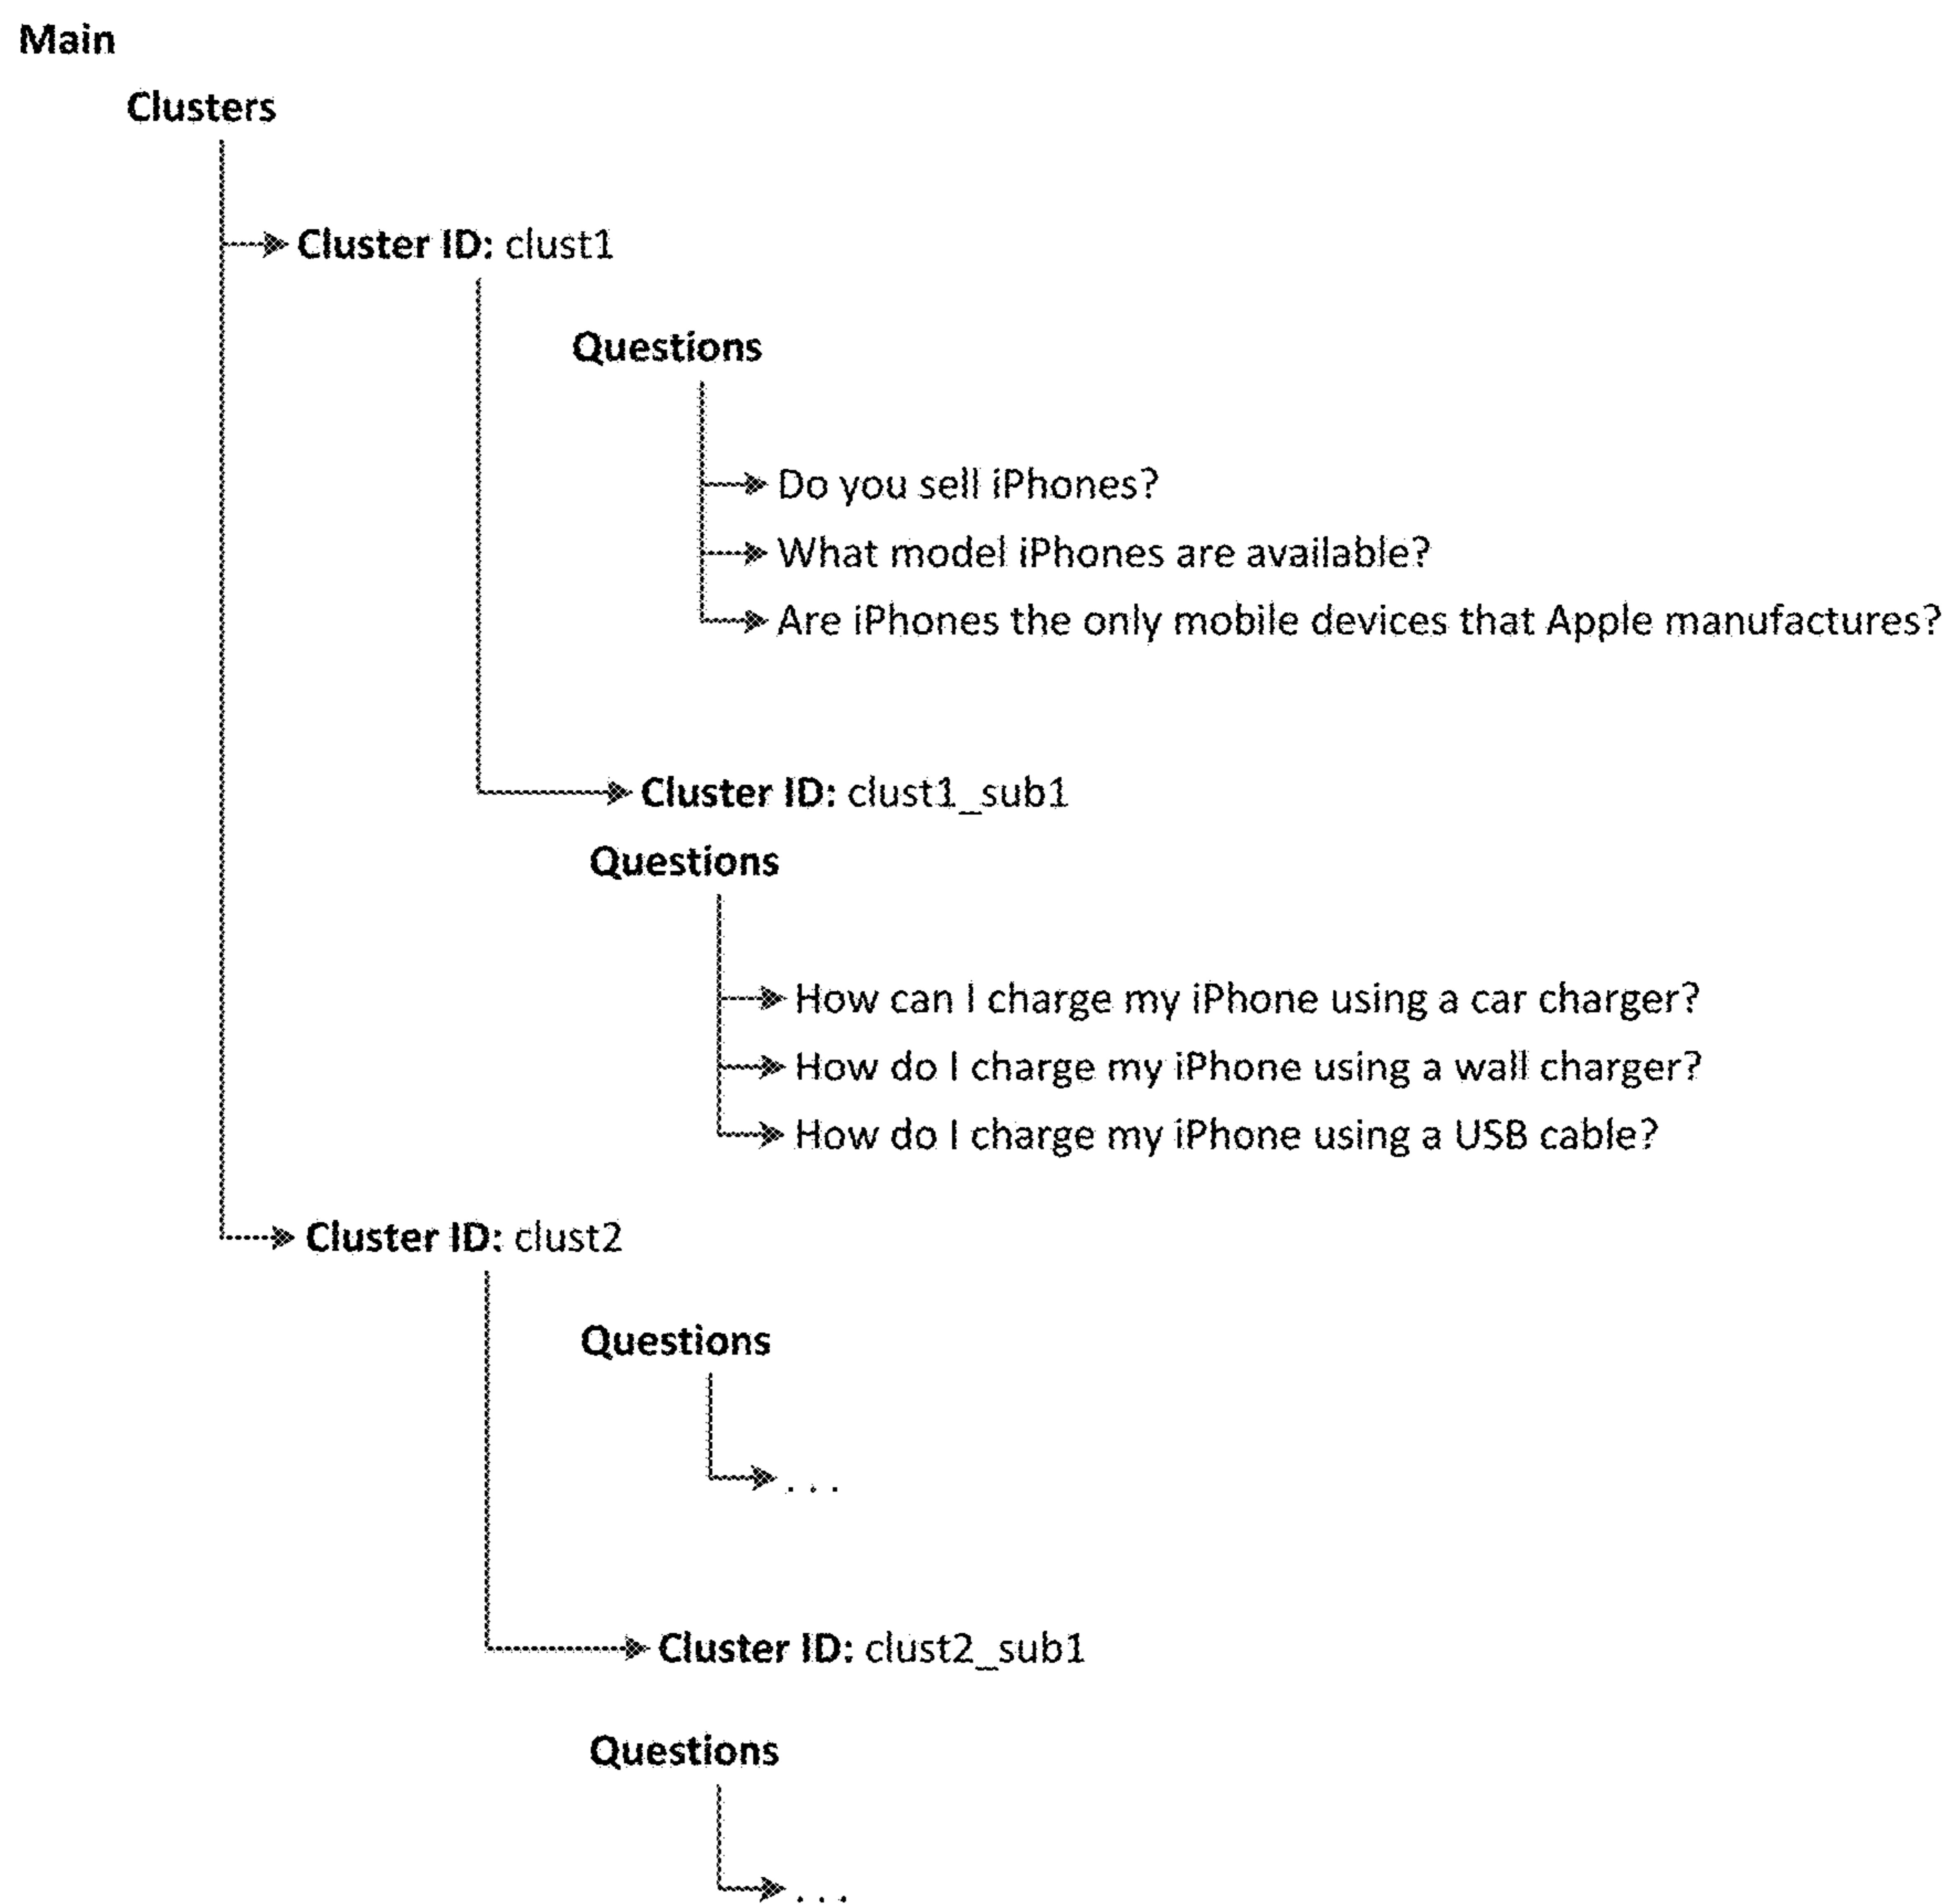 Main
Clusters
Cluster ID: clust1
Questions
Do you sell iPhones?
What model iPhones are available?
Are iPhones the only mobile devices that Apple manufactures?
Cluster ID: clust1_sub1
Questions
How can I charge my iPhone using a car charger?
How do I charge my iPhone using a wall charger?
How do I charge my iPhone using a USB cable?
Cluster ID: clust2
Questions
. . .
Cluster ID: clust2_sub1
Questions
. . .